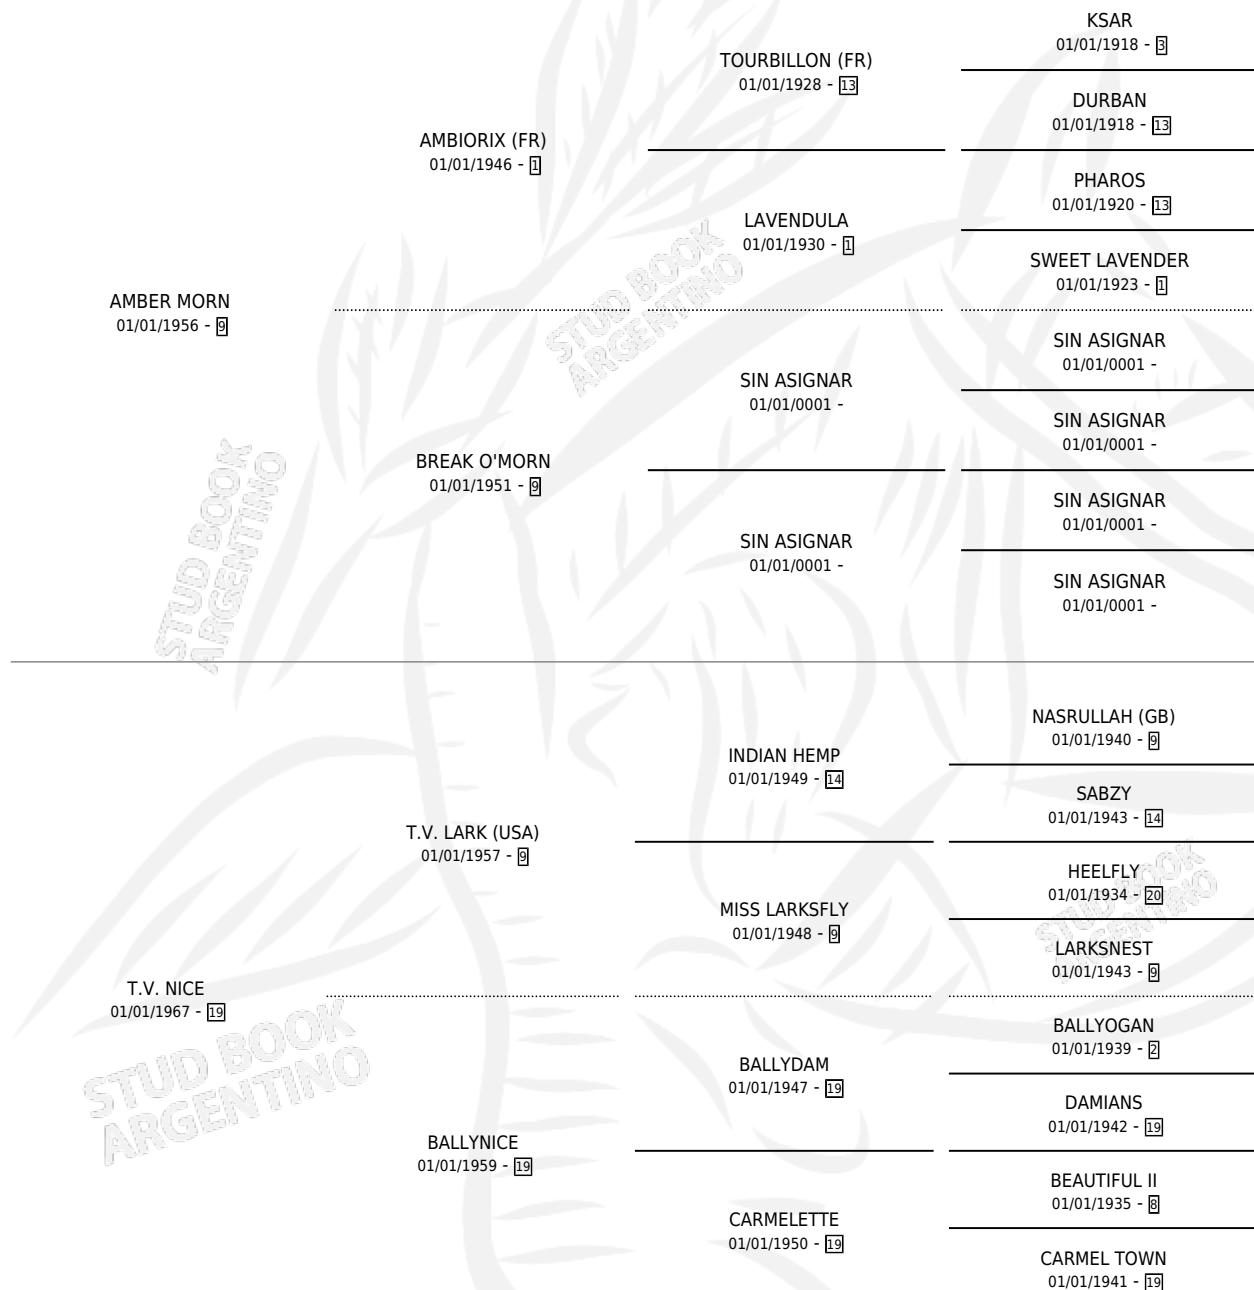 KSAR
01/01/1918 - 3
TOURBILLON (FR)
01/01/1928 - 13
DURBAN
01/01/1918 - 13
AMBIORIX (FR)
01/01/1946 - 1
PHAROS
01/01/1920 - 13
LAVENDULA
01/01/1930 - 1
SWEET LAVENDER
01/01/1923 - 1
AMBER MORN
01/01/1956 - 9
STUD BOOK
ARGENTINO
SIN ASIGNAR
01/01/0001 -
SIN ASIGNAR
01/01/0001 -
SIN ASIGNAR
01/01/0001 -
BREAK O'MORN
01/01/1951 - 9
SIN ASIGNAR
01/01/0001 -
SIN ASIGNAR
01/01/0001 -
SIN ASIGNAR
01/01/0001 -
STUD BOOK
ARGENTINO
NASRULLAH (GB)
01/01/1940 - 9
INDIAN HEMP
01/01/1949 - 14
SABZY
01/01/1943 - 14
T.V. LARK (USA)
01/01/1957 - 9
HEELFLY
01/01/1934 - 20
MISS LARKSFLY
01/01/1948 - 9
LARKSNEST
01/01/1943 - 9
STUD BOOK
ARGENTINO
T.V. NICE
01/01/1967 - 19
STUD BOOK
ARGENTINO
BALLYOGAN
01/01/1939 - 2
BALLYDAM
01/01/1947 - 19
DAMIANS
01/01/1942 - 19
BALLYNICE
01/01/1959 - 19
BEAUTIFUL II
01/01/1935 - 8
CARMELETTE
01/01/1950 - 19
CARMEL TOWN
01/01/1941 - 19